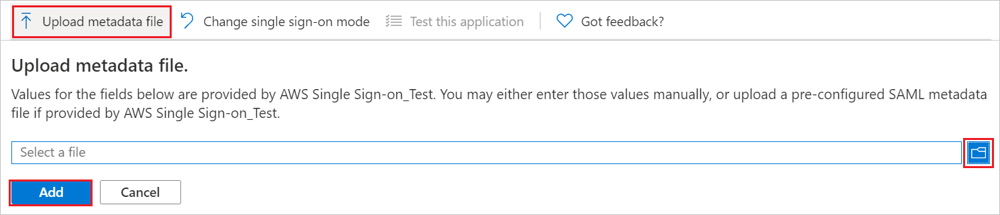 Upload metadata file Change single sign-on mode Test this application Got feedback?
Upload metadata file.
Values for the fields below are provided by AWS Single Sign-on_Test. You may either enter those values manually, or upload a pre-configured SAML metadata
file if provided by AWS Single Sign-on_Test.
Select a file
Add Cancel